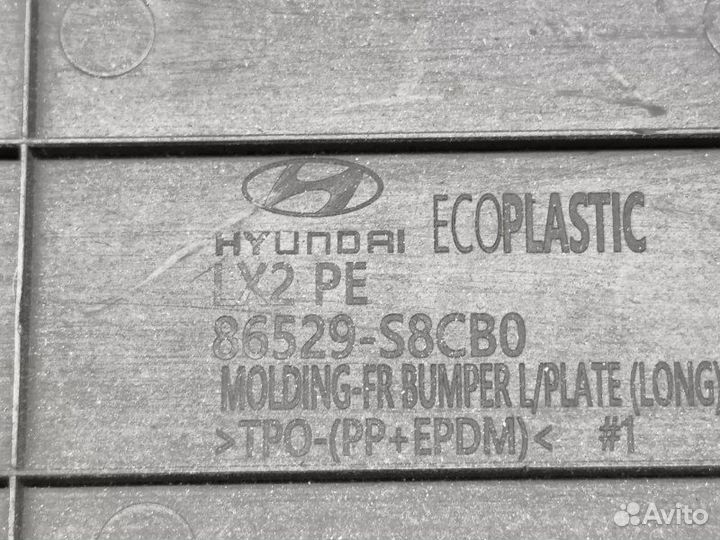 HYUNDAI ECOPLASTIC
LX2 PE
86529-S8CB0
MOLDING-FR BUMPER L/PLATE (LONG)
>TPO-(PP+EPDM)< #1
Avito